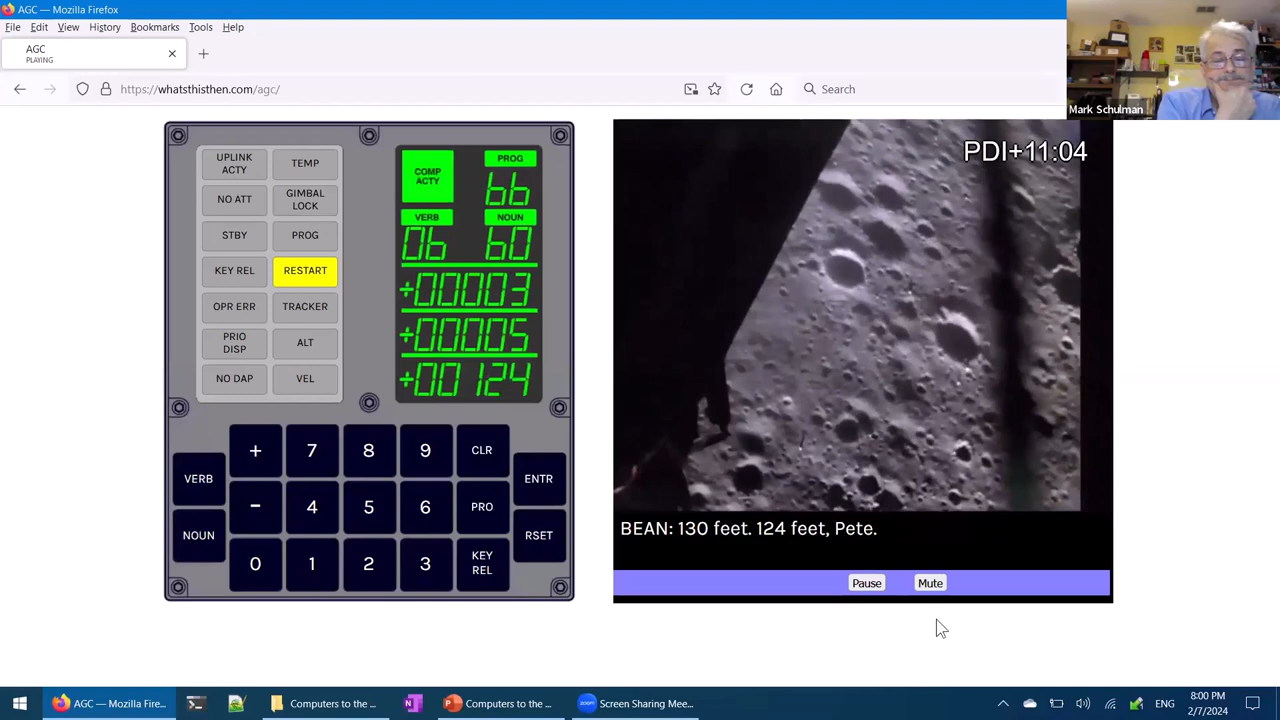 AGC — Mozilla Firefox
File Edit View History Bookmarks Tools Help
AGC
PLAYING
https://whatsthisthen.com/agc/
Search
Mark Schulman
UPLINK ACTY
TEMP
NO ATT
GIMBAL LOCK
STBY
PROG
KEY REL
RESTART
OPR ERR
TRACKER
PRIO DISP
ALT
NO DAP
VEL
COMP ACTY
PROG
66
VERB NOUN
06 60
+00003
+00005
+00124
VERB
NOUN
+ 7 8 9 CLR
- 4 5 6 PRO
0 1 2 3 KEY REL
ENTR
RSET
PDI+11:04
BEAN: 130 feet. 124 feet, Pete.
Pause Mute
AGC — Mozilla Fire...
Computers to the ...
Computers to the ...
zoom
Screen Sharing Mee...
ENG
8:00 PM
2/7/2024